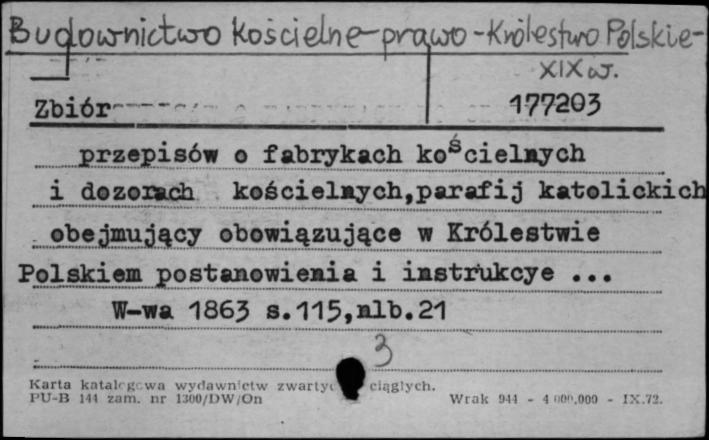 Budownictwo kościelne-prawo-Królestwo Polskie-
XIX w.
Zbiór 177203
przepisów o fabrykach kościelnych
i dozorach kościelnych,parafij katolickich
obejmujący obowiązujące w Królestwie
Polskiem postanowienia i instrukcye ...
W-wa 1863 s.115,nlb.21
3
Karta katalogowa wydawnictw ciągłych.
PU-B 141 zam. nr 1300/DW/On Wrak 944 - 4 000.000 - IX.72.